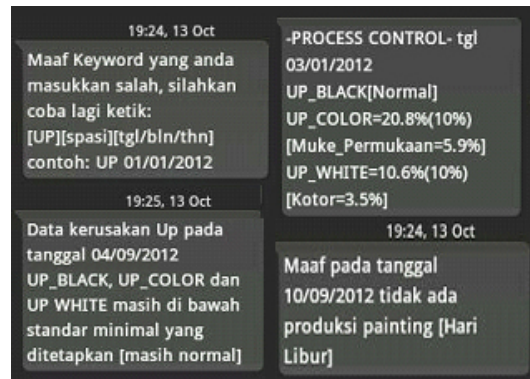 19:24, 13 Oct
Maaf Keyword yang anda
masukkan salah, silahkan
coba lagi ketik:
[UP][spasi][tgl/bln/thn]
contoh: UP 01/01/2012
19:25, 13 Oct
Data kerusakan Up pada
tanggal 04/09/2012
UP_BLACK, UP_COLOR dan
UP WHITE masih di bawah
standar minimal yang
ditetapkan [masih normal]
-PROCESS CONTROL- tgl
03/01/2012
UP_BLACK[Normal]
UP_COLOR=20.8%(10%)
[Muke_Permukaan=5.9%]
UP_WHITE=10.6%(10%)
[Kotor=3.5%]
19:24, 13 Oct
Maaf pada tanggal
10/09/2012 tidak ada
produksi painting [Hari
Libur]